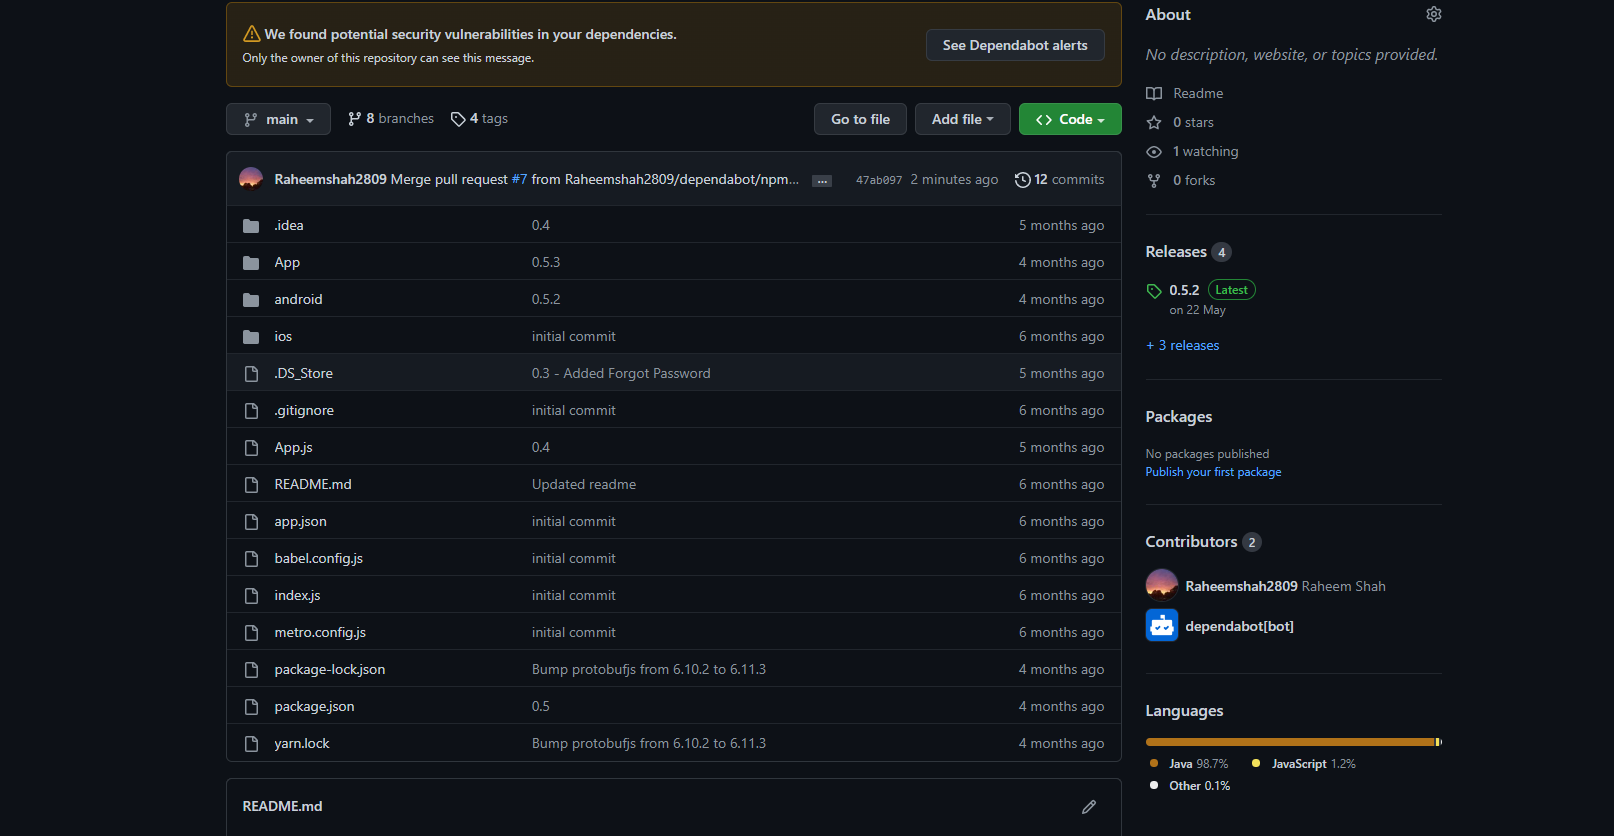 We found potential security vulnerabilities in your dependencies.
Only the owner of this repository can see this message.
See Dependabot alerts
main
8 branches
4 tags
Go to file
Add file
<> Code
Raheemshah2809 Merge pull request #7 from Raheemshah2809/dependabot/npm... ... 47ab097 2 minutes ago 12 commits
.idea 0.4 5 months ago
App 0.5.3 4 months ago
android 0.5.2 4 months ago
ios initial commit 6 months ago
.DS_Store 0.3 - Added Forgot Password 5 months ago
.gitignore initial commit 6 months ago
App.js 0.4 5 months ago
README.md Updated readme 6 months ago
app.json initial commit 6 months ago
babel.config.js initial commit 6 months ago
index.js initial commit 6 months ago
metro.config.js initial commit 6 months ago
package-lock.json Bump protobufjs from 6.10.2 to 6.11.3 4 months ago
package.json 0.5 4 months ago
yarn.lock Bump protobufjs from 6.10.2 to 6.11.3 4 months ago
README.md
About
No description, website, or topics provided.
Readme
0 stars
1 watching
0 forks
Releases 4
0.5.2 Latest
on 22 May
+ 3 releases
Packages
No packages published
Publish your first package
Contributors 2
Raheemshah2809 Raheem Shah
dependabot[bot]
Languages
Java 98.7%
JavaScript 1.2%
Other 0.1%